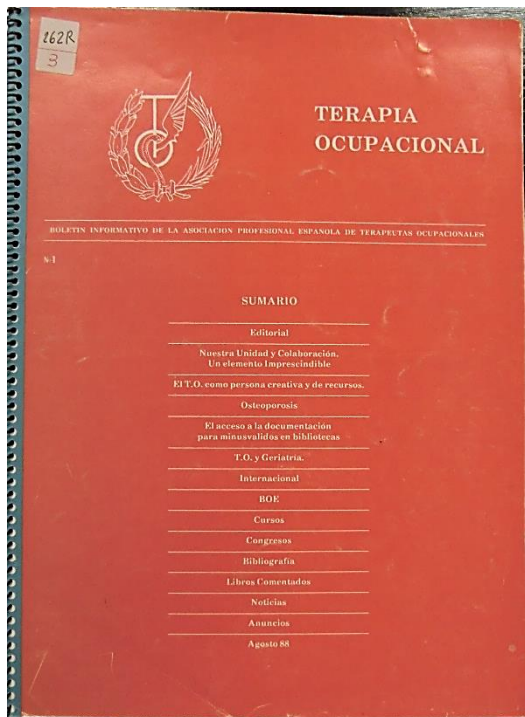 262R
3
TERAPIA
OCUPACIONAL
BOLETIN INFORMATIVO DE LA ASOCIACION PROFESIONAL ESPAÑOLA DE TERAPEUTAS OCUPACIONALES
SUMARIO
Editorial
Nuestra Unidad y Colaboración.
Un elemento Imprescindible
El T.O. como persona creativa y de recursos.
Osteoporosis
El acceso a la documentación
para minusvalidos en bibliotecas
T.O. y Geriatría.
Internacional
BOE
Cursos
Congresos
Bibliografia
Libros Comentados
Noticias
Anuncios
Agosto 88